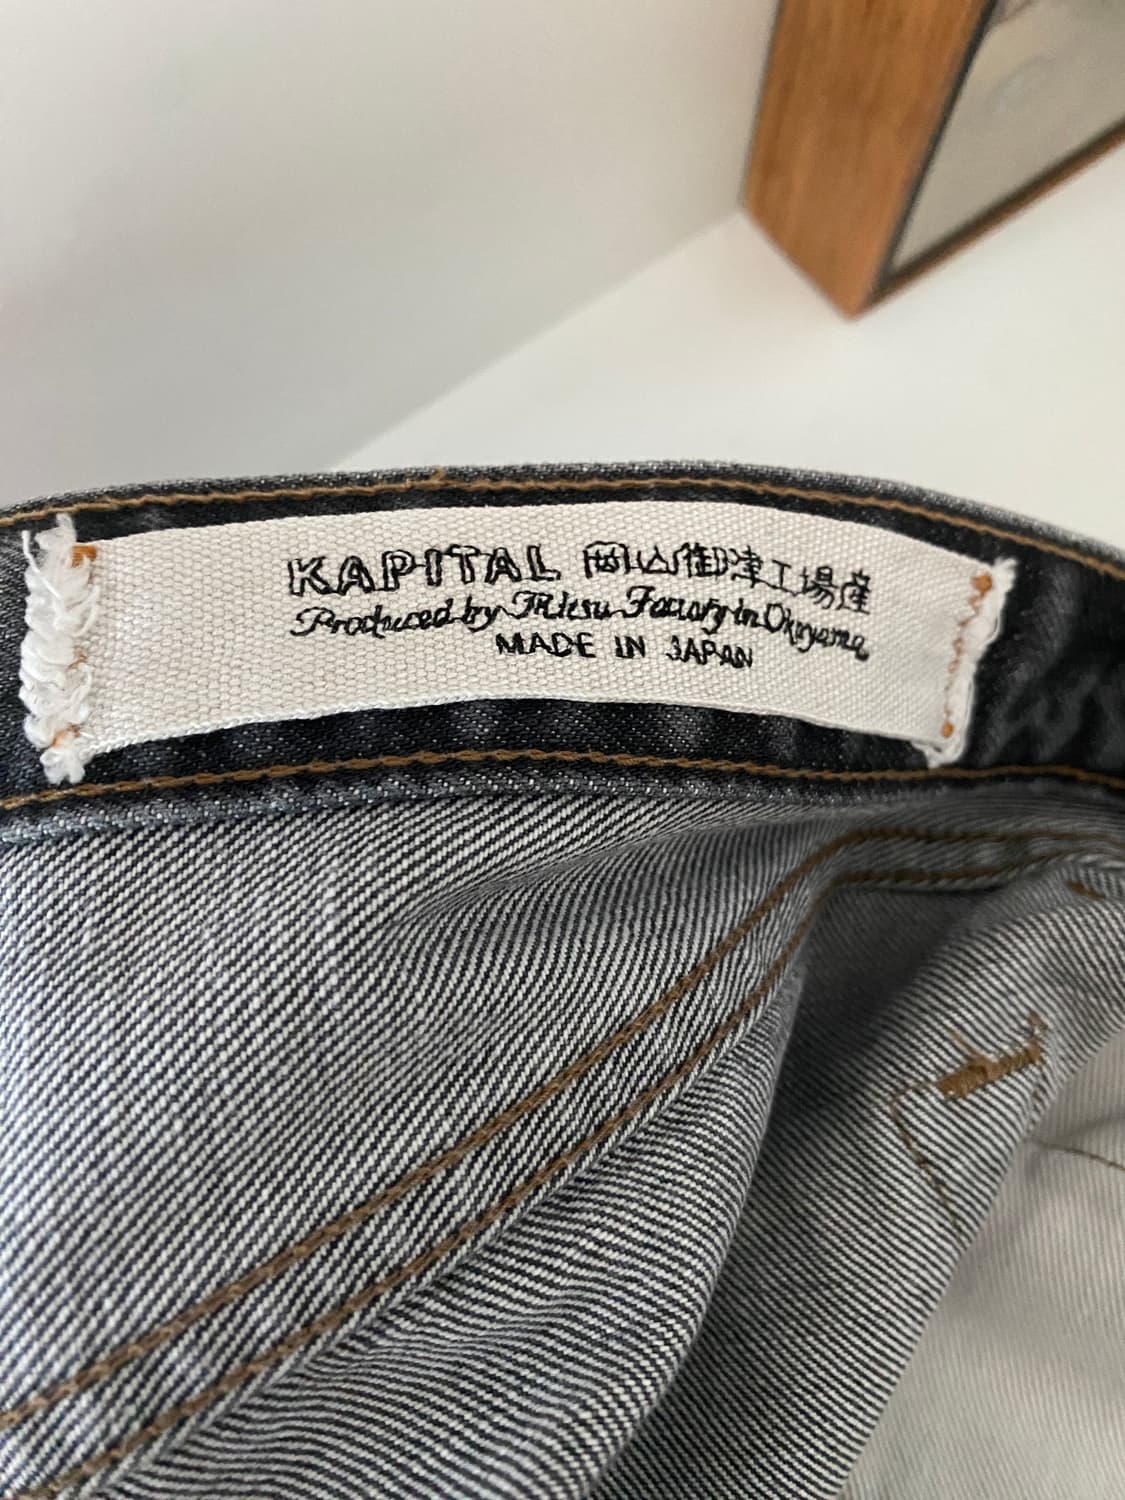 KAPITAL 岡山御津工場産
Produced by Mitsu Factory in Okayama
MADE IN JAPAN